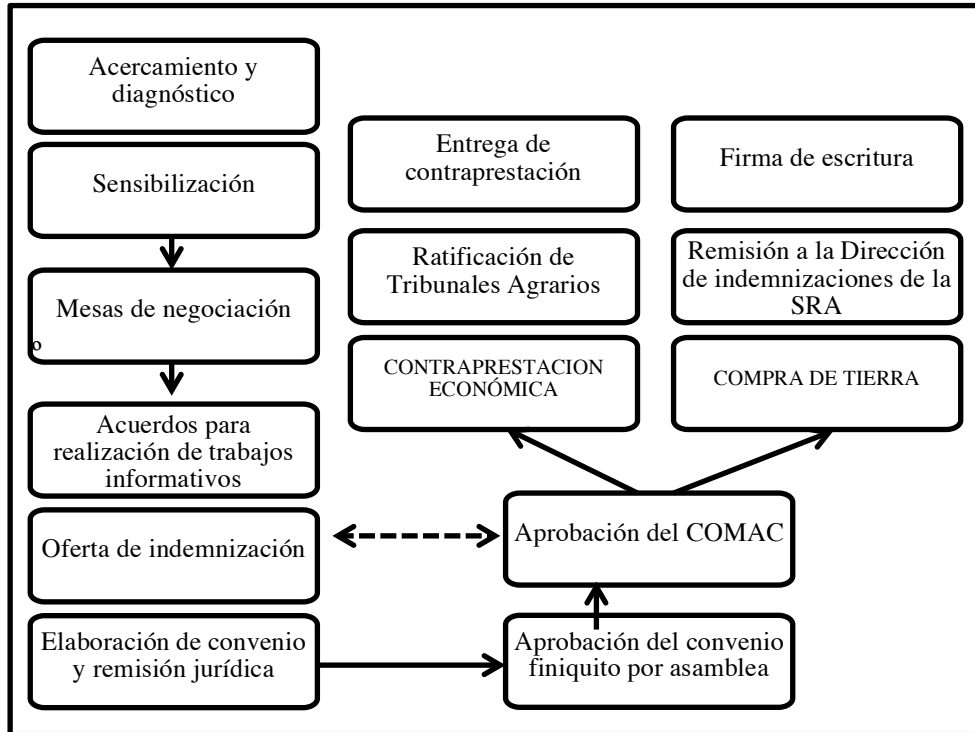 Acercamiento y
diagnóstico
Sensibilización
Mesas de negociación
o
Acuerdos para
realización de trabajos
informativos
Oferta de indemnización
Elaboración de convenio
y remisión jurídica
Entrega de
contraprestación
Ratificación de
Tribunales Agrarios
CONTRAPRESTACION
ECONÓMICA
Firma de escritura
Remisión a la Dirección
de indemnizaciones de la
SRA
COMPRA DE TIERRA
Aprobación del COMAC
Aprobación del convenio
finiquito por asamblea